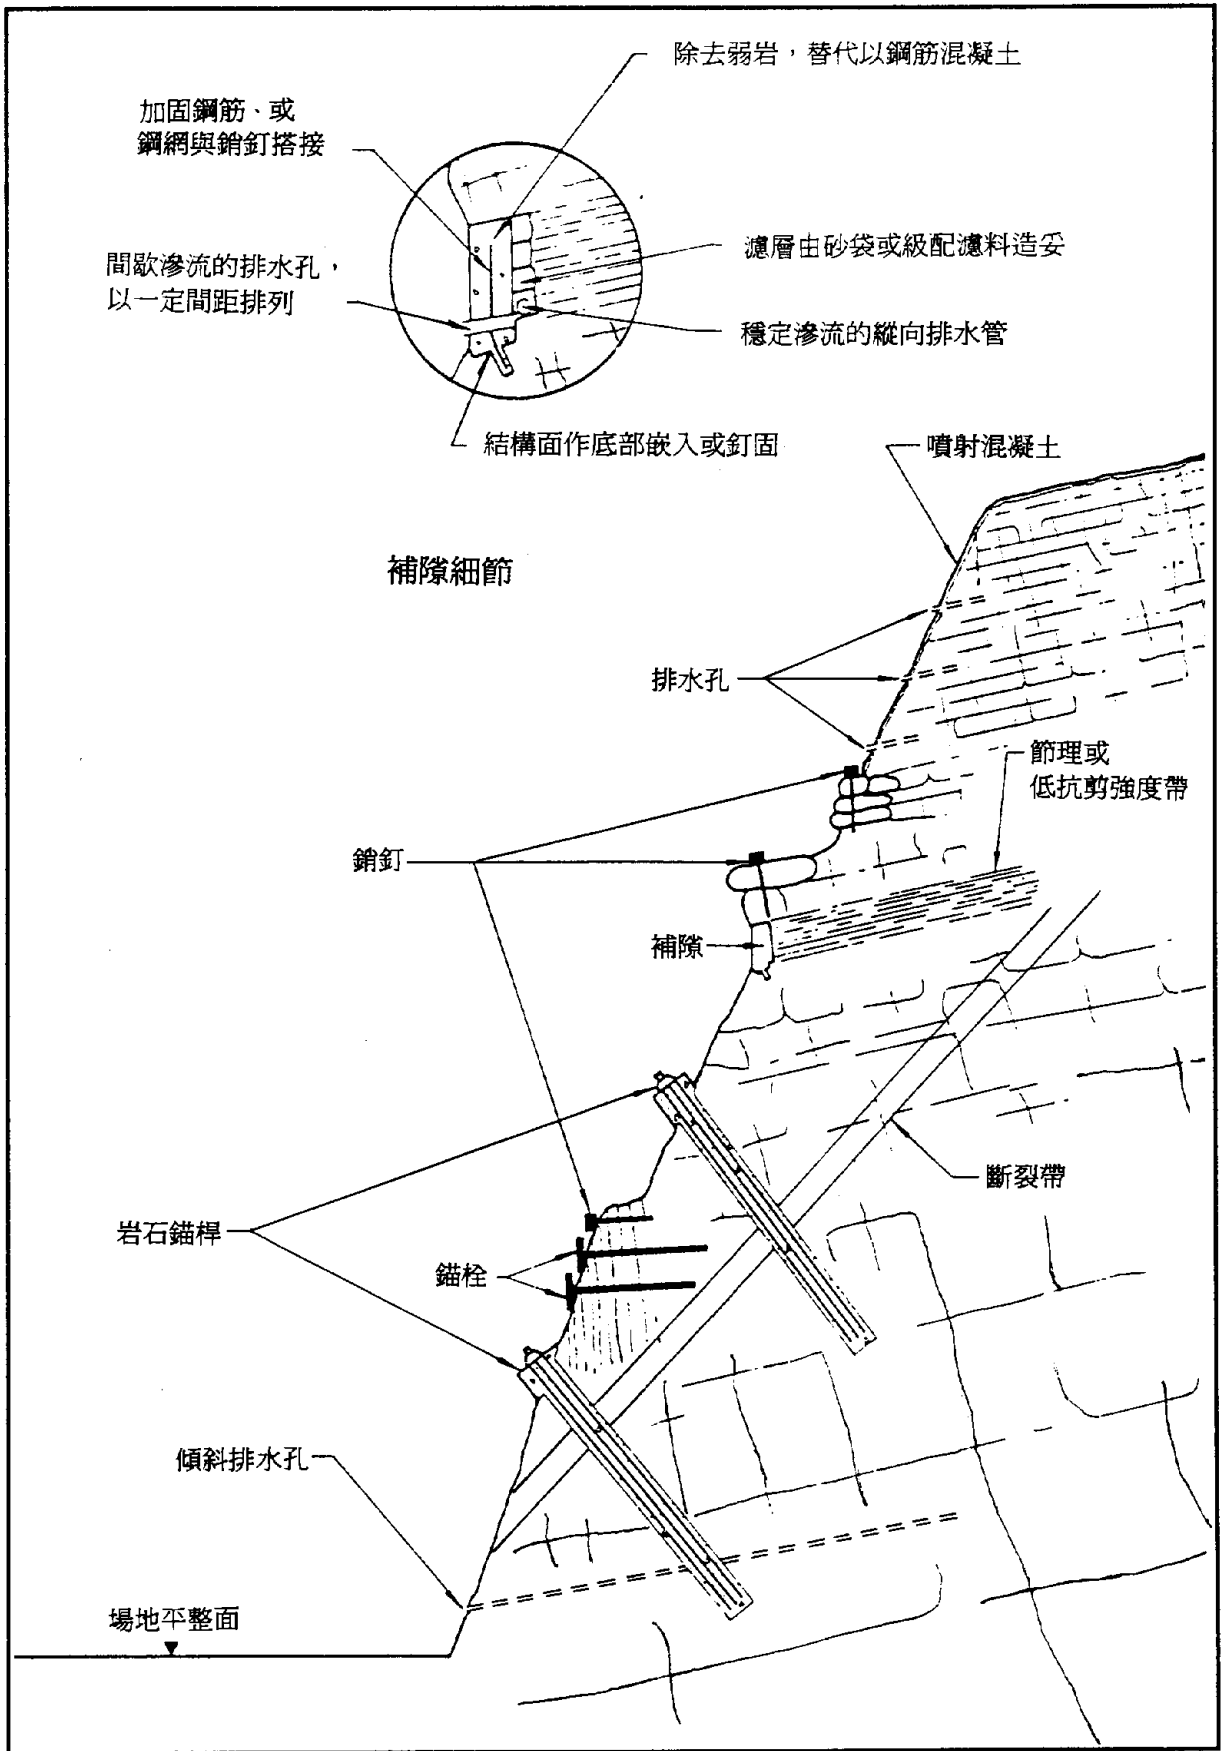 除去弱岩，替代以鋼筋混凝土
加固鋼筋、或
鋼網與銷釘搭接
濾層由砂袋或級配濾料造妥
間歇滲流的排水孔，
以一定間距排列
穩定滲流的縱向排水管
結構面作底部嵌入或釘固
噴射混凝土
補隙細節
排水孔
節理或
低抗剪強度帶
銷釘
補隙
斷裂帶
岩石錨桿
錨栓
傾斜排水孔
場地平整面